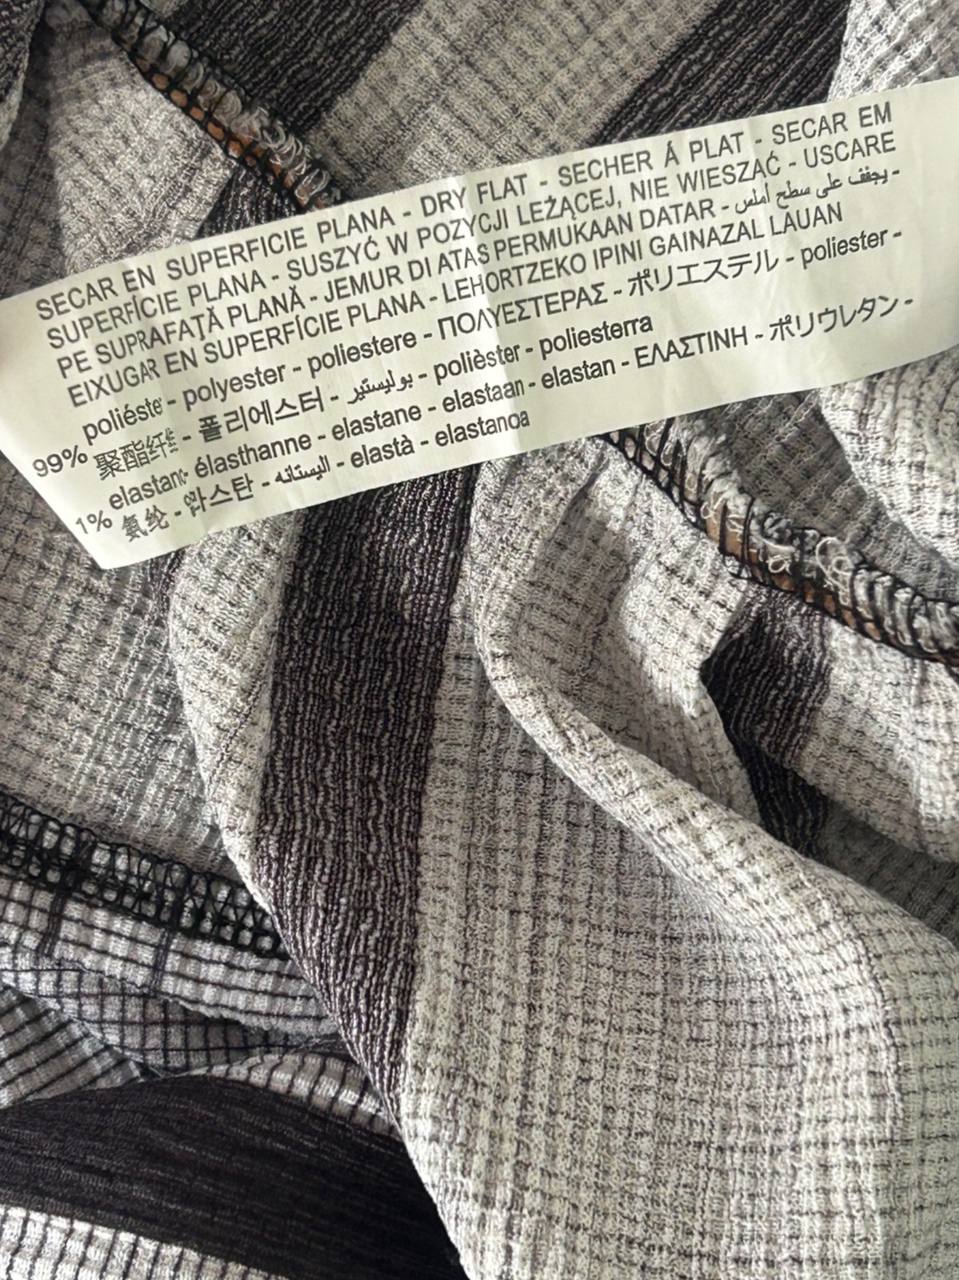 SECAR EN SUPERFICIE PLANA - DRY FLAT - SECHER Á PLAT - SECAR EM
SUPERFÍCIE PLANA - SUSZYĆ W POZYCJI LEŻĄCEJ, NIE WIESZAĆ - USCARE
PE SUPRAFAŢĂ PLANĂ - JEMUR DI ATAS PERMUKAAN DATAR - يجفف على سطح أملس -
EIXUGAR EN SUPERFÍCIE PLANA - LEHORTZEKO IPINI GAINAZAL LAUAN
99% poliéste - polyester - poliestere - ΠΟΛΥΕΣΤΕΡΑΣ - ポリエステル - poliester -
聚酯纤维 - 폴리에스터 - بوليستير - polièster - poliesterra
1% elastano - élasthanne - elastane - elastaan - elastan - ΕΛΑΣΤΙΝΗ - ポリウレタン -
氨纶 - 스탄 - اليستانه - elastà - elastanoa